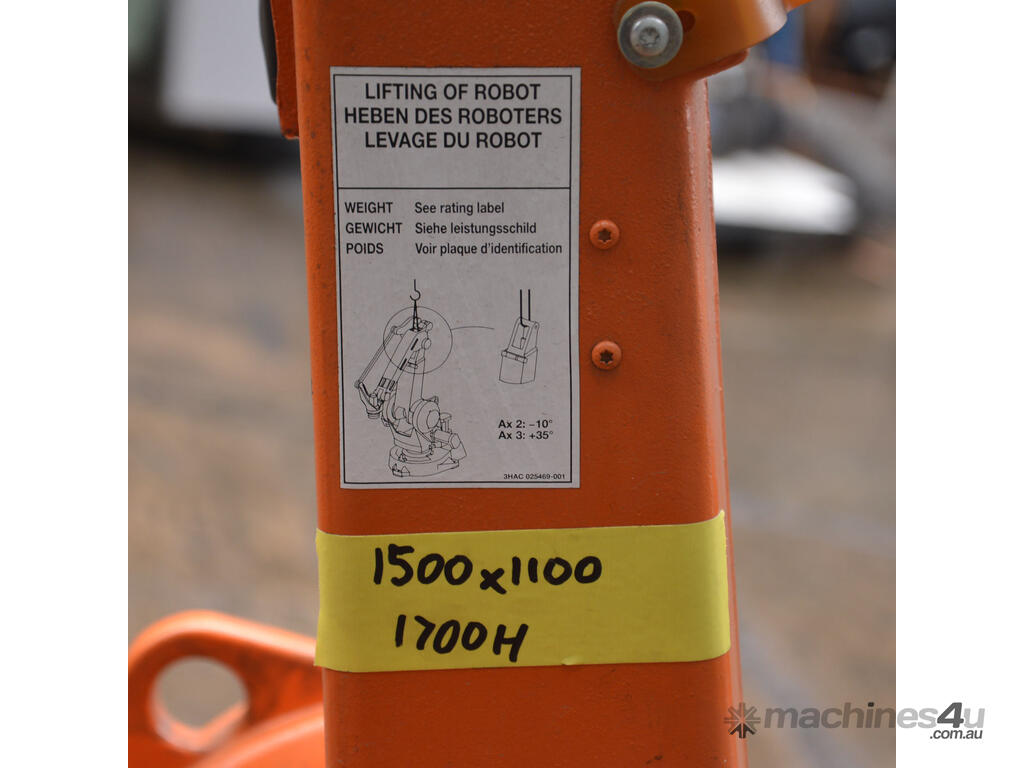 LIFTING OF ROBOT
HEBEN DES ROBOTERS
LEVAGE DU ROBOT
WEIGHT See rating label
GEWICHT Siehe leistungsschild
POIDS Voir plaque d'identification
Ax 2: –10°
Ax 3: +35°
3HAC 025469-001
1500x1100
1700H
machines4u
.com.au